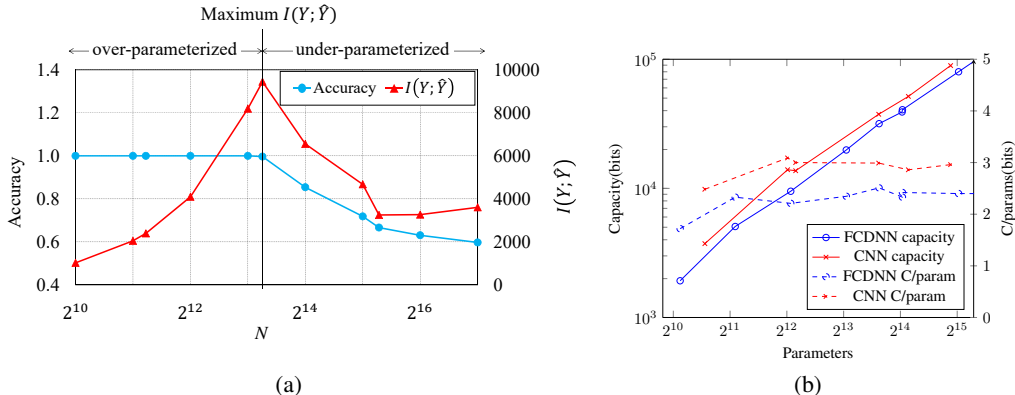 Maximum I(Y; Ŷ)
over-parameterized
under-parameterized
1.4
1.2
1.0
0.8
0.6
0.4
Accuracy
Accuracy
I(Y; Ŷ)
10000
8000
6000
4000
2000
0
I(Y; Ŷ)
2^10
2^12
2^14
2^16
N
(a)
10^5
10^4
10^3
Capacity(bits)
5
4
3
2
1
0
C/params(bits)
FCDNN capacity
CNN capacity
FCDNN C/param
CNN C/param
2^10
2^11
2^12
2^13
2^14
2^15
Parameters
(b)